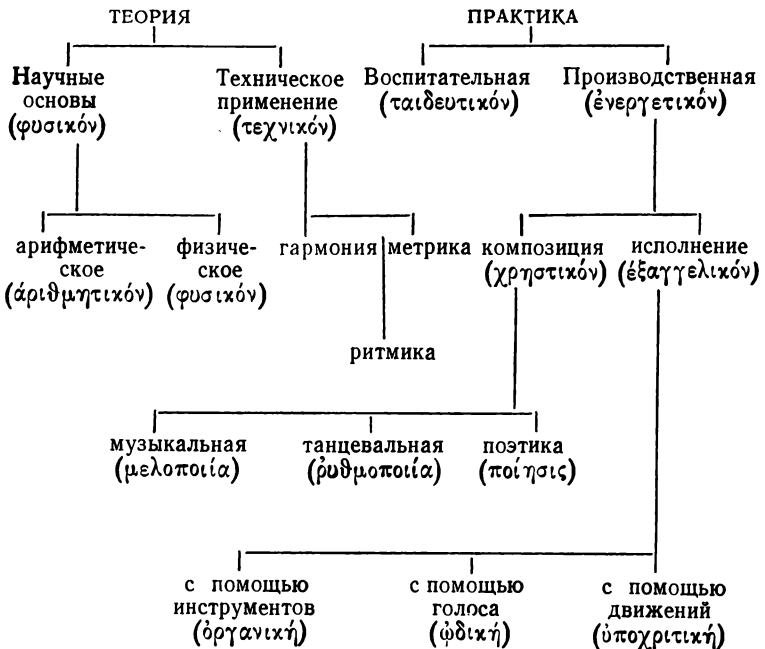 ТЕОРИЯ ПРАКТИКА
Научные Техническое Воспитательная Производственная
основы применение (ταιδευτικόν) (ἐνεργετικόν)
(φυσικόν) (τεχνικόν)
арифметиче- физиче- гармония метрика композиция исполнение
ское ское (χρηστικόν) (ἐξαγγελικόν)
(ἀριϑμητικόν) (φυσικόν)
ритмика
музыкальная танцевальная поэтика
(μελοποιία) (ῥυϑμοποιία) (ποίησις)
с помощью с помощью с помощью
инструментов голоса движений
(ὀργανική) (ᾠδική) (ὑποχριτική)